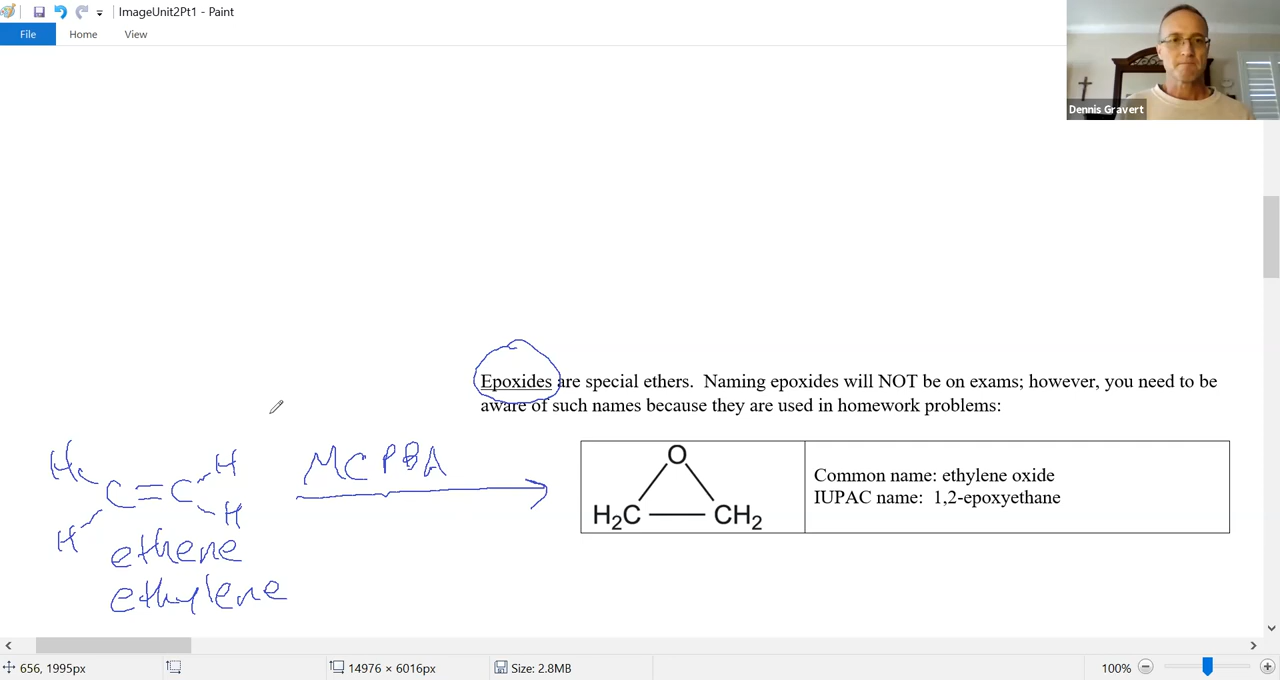 ImageUnit2Pt1 - Paint
File Home View
Dennis Gravert
Epoxides are special ethers. Naming epoxides will NOT be on exams; however, you need to be
aware of such names because they are used in homework problems:
H H
C=C
H H
ethene
ethylene
MCPBA
O
H2C CH2
Common name: ethylene oxide
IUPAC name: 1,2-epoxyethane
656, 1995px 14976 × 6016px Size: 2.8MB 100%